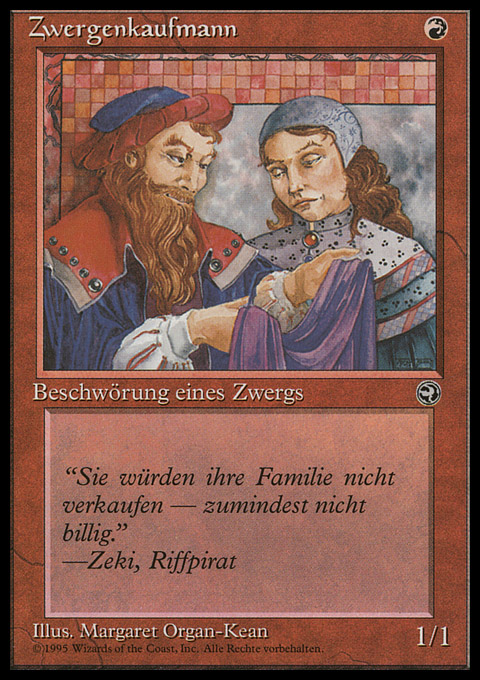 Zwergenkaufmann
Beschwörung eines Zwergs
“Sie würden ihre Familie nicht
verkaufen — zumindest nicht
billig.”
—Zeki, Riffpirat
Illus. Margaret Organ-Kean
1/1
©1995 Wizards of the Coast, Inc. Alle Rechte vorbehalten.